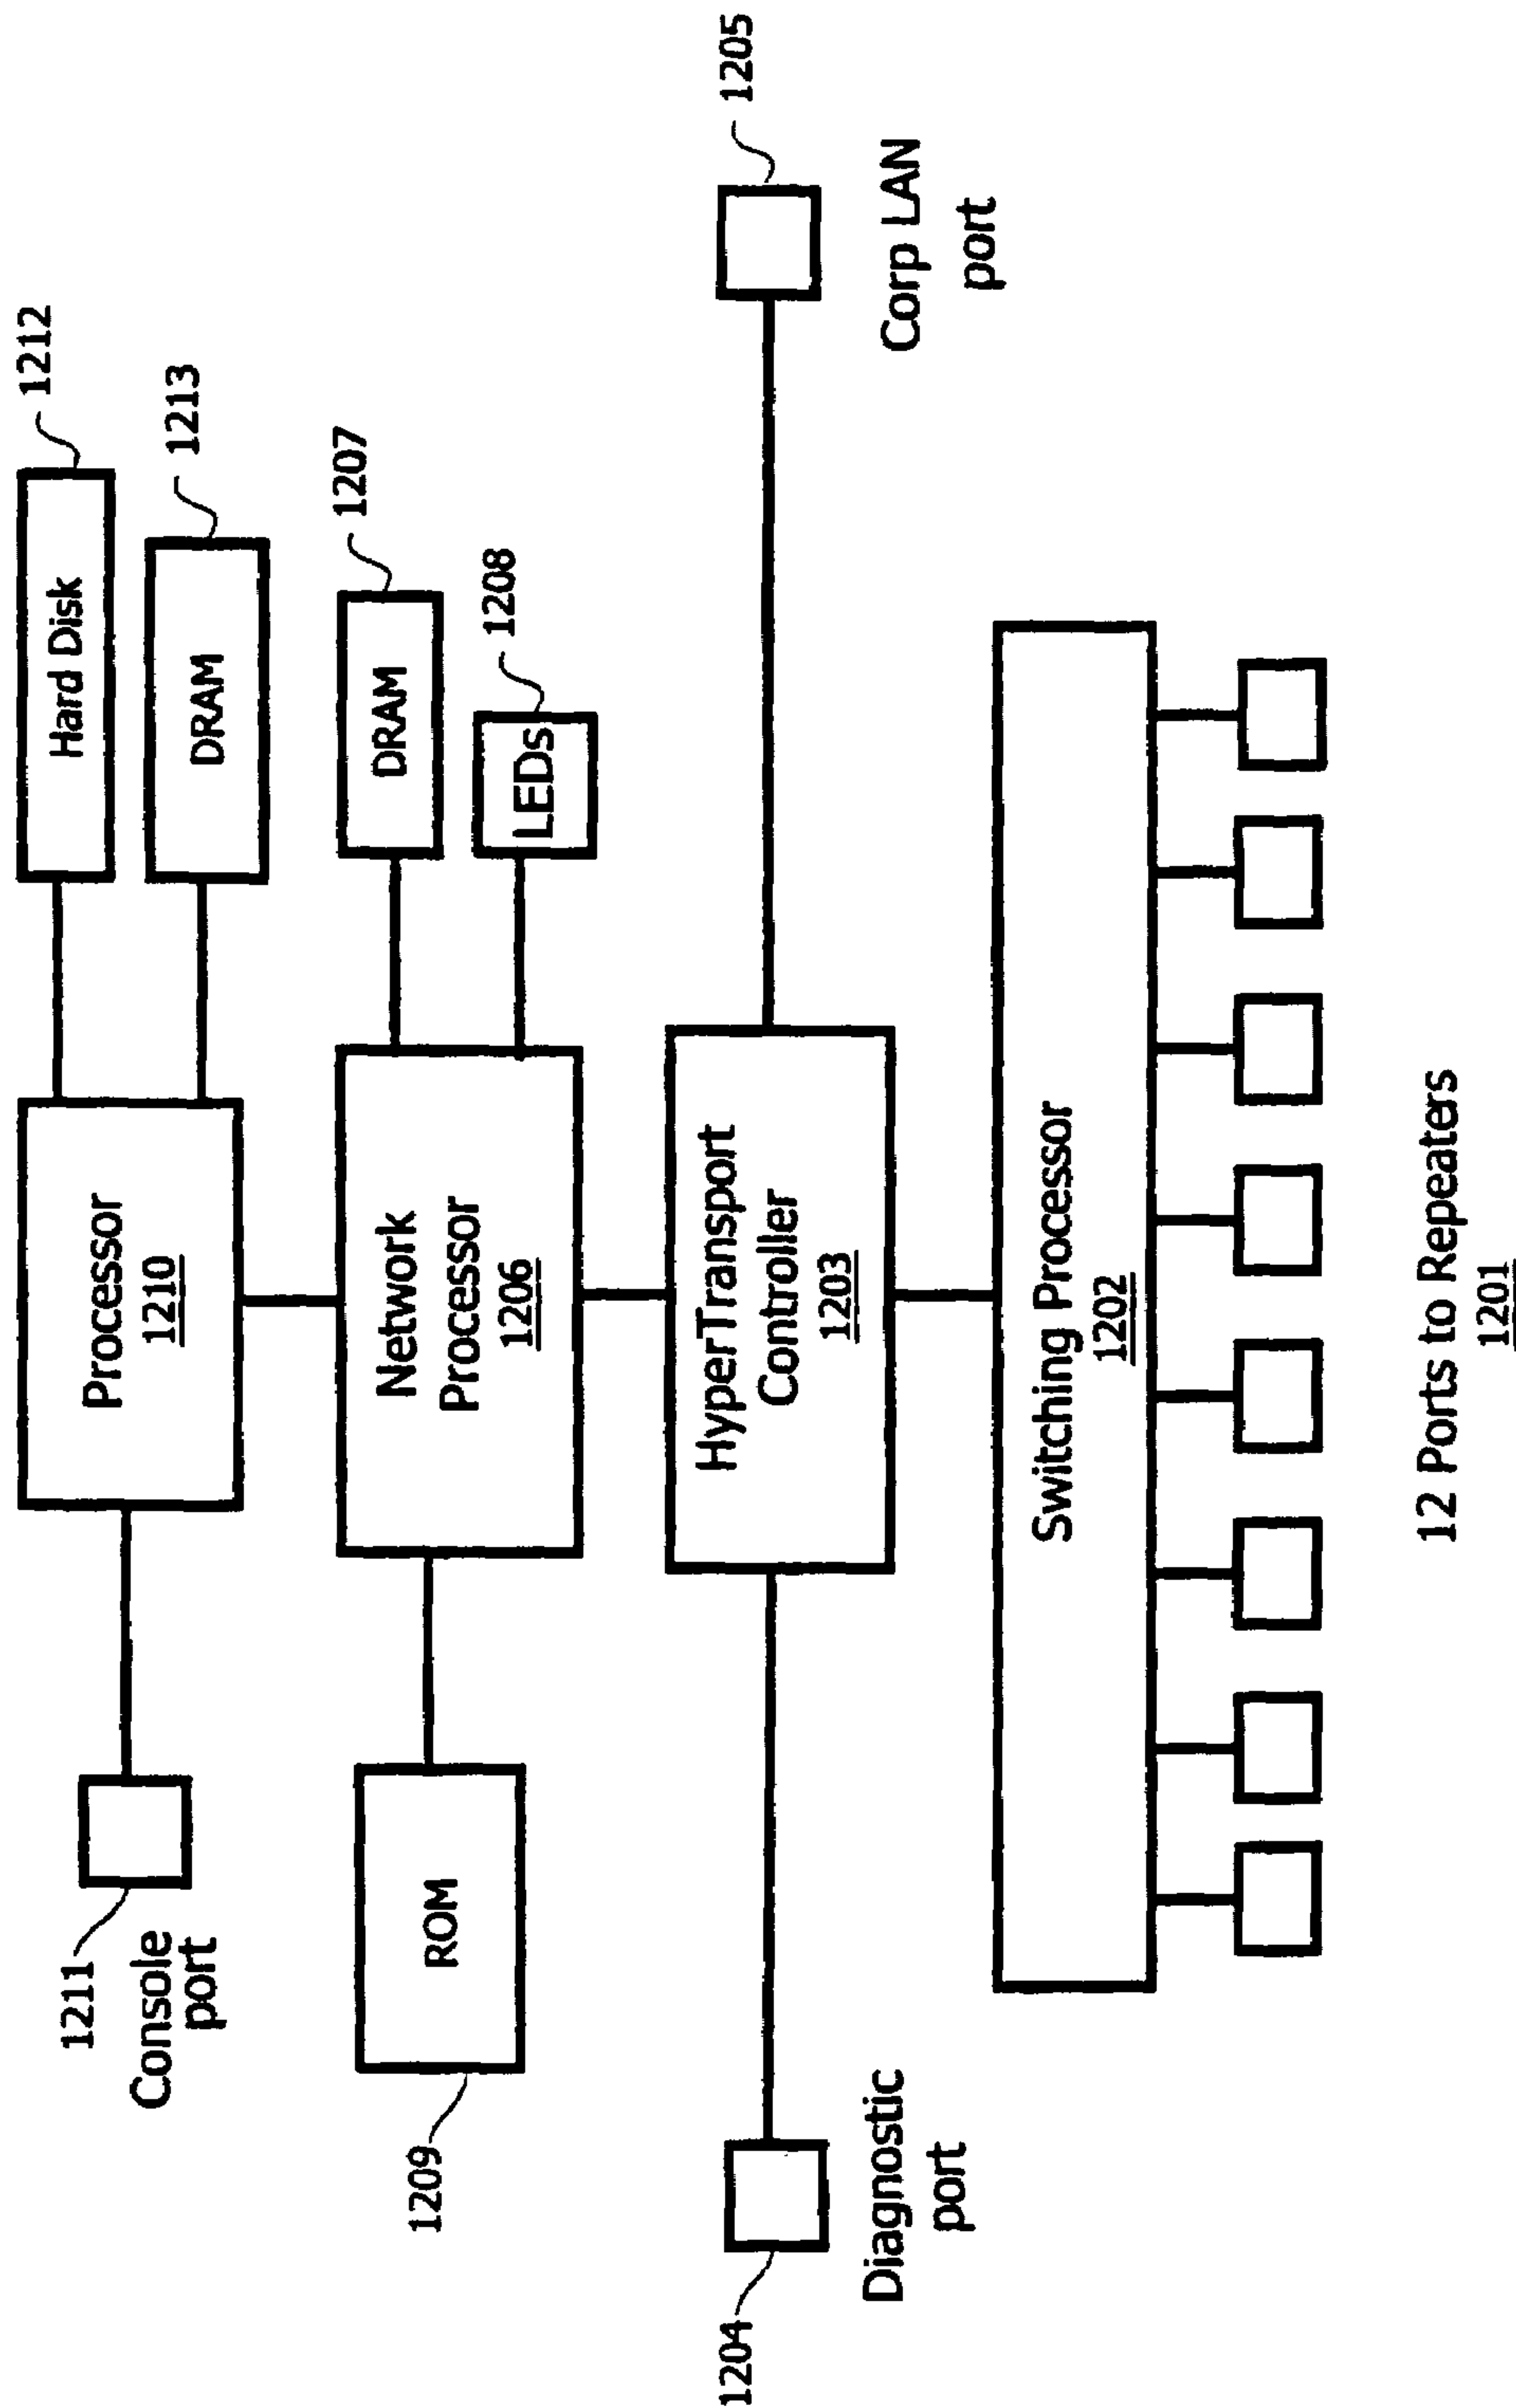 1212
Hard Disk
1213
DRAM
1211
Console
port
Processor
1210
1207
DRAM
1208
LEDs
Network
Processor
1206
ROM
1209
1205
Corp LAN
port
HyperTransport
Controller
1203
1204
Diagnostic
port
Switching Processor
1202
12 Ports to Repeaters
1201